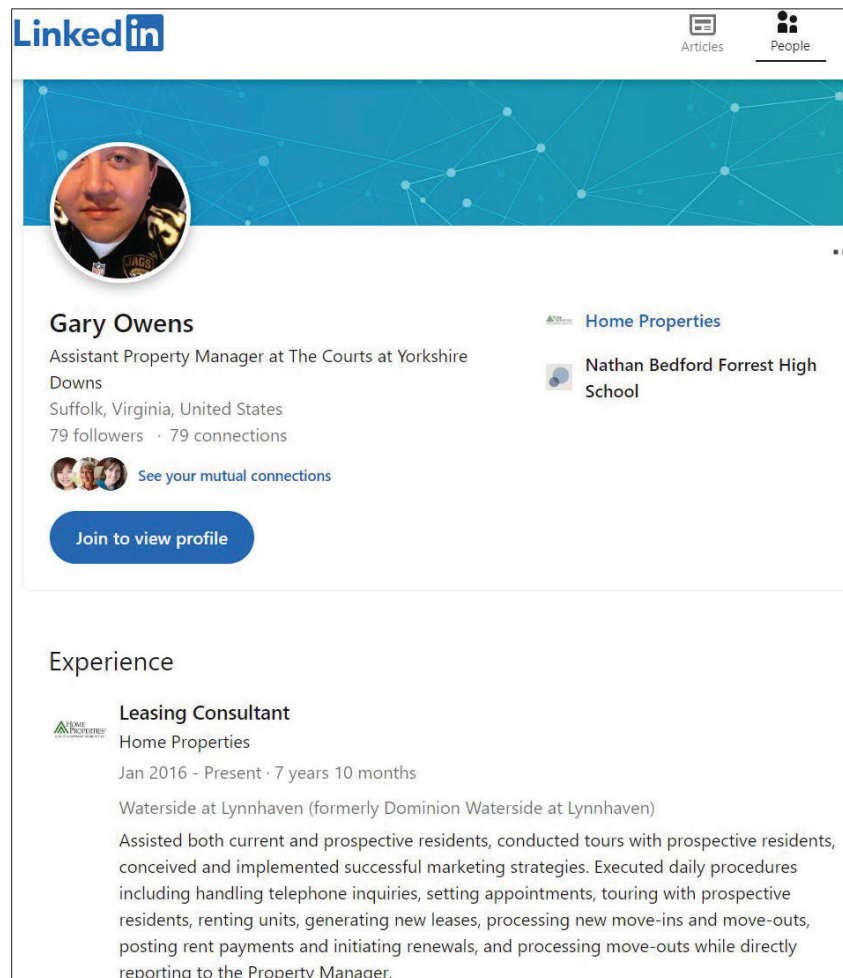 LinkedIn
Articles
People
JAGS
Gary Owens
Assistant Property Manager at The Courts at Yorkshire
Downs
Suffolk, Virginia, United States
79 followers · 79 connections
See your mutual connections
Join to view profile
Home Properties
Nathan Bedford Forrest High
School
Experience
HOME
PROPERTIES
Leasing Consultant
Home Properties
Jan 2016 - Present · 7 years 10 months
Waterside at Lynnhaven (formerly Dominion Waterside at Lynnhaven)
Assisted both current and prospective residents, conducted tours with prospective residents,
conceived and implemented successful marketing strategies. Executed daily procedures
including handling telephone inquiries, setting appointments, touring with prospective
residents, renting units, generating new leases, processing new move-ins and move-outs,
posting rent payments and initiating renewals, and processing move-outs while directly
reporting to the Property Manager.